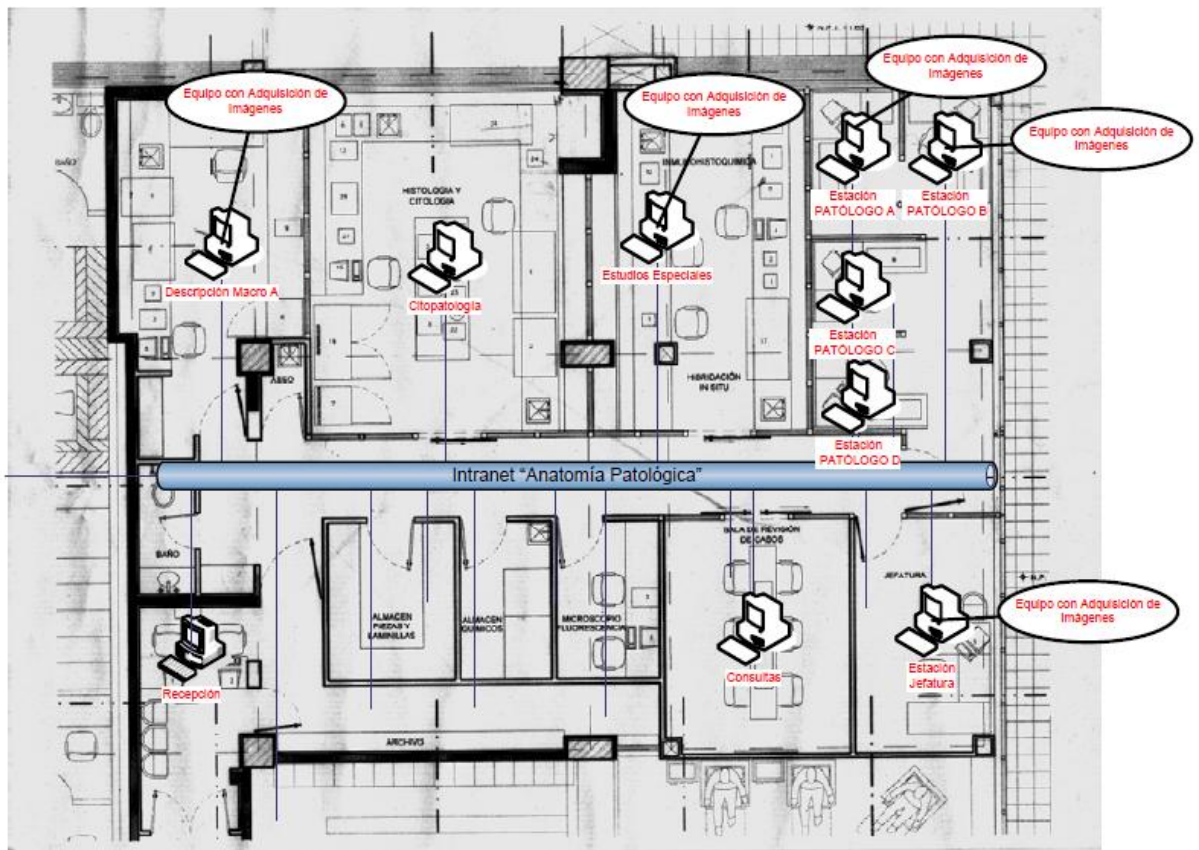 Equipo con Adquisición de
Imágenes
Equipo con Adquisición de
Imágenes
Equipo con Adquisición de
Imágenes
Equipo con Adquisición de
Imágenes
BAÑO
HISTOLOGIA Y
CITOLOGIA
INMUNOHISTOQUIMICA
Estación
PATÓLOGO A
Estación
PATÓLOGO B
Descripción Macro A
Citopatología
Estudios Especiales
Estación
PATÓLOGO C
ASEO
HIBRIDACIÓN
IN SITU
Estación
PATÓLOGO D
Intranet “Anatomía Patológica”
BAÑO
SALA DE REVISIÓN
DE CASOS
JEFATURA
ALMACEN
PIEZAS Y
LAMINILLAS
ALMACEN
QUIMICOS
MICROSCOPIO
FLUORESCENCIA
Equipo con Adquisición de
Imágenes
Recepción
Consultas
Estación
Jefatura
ARCHIVO